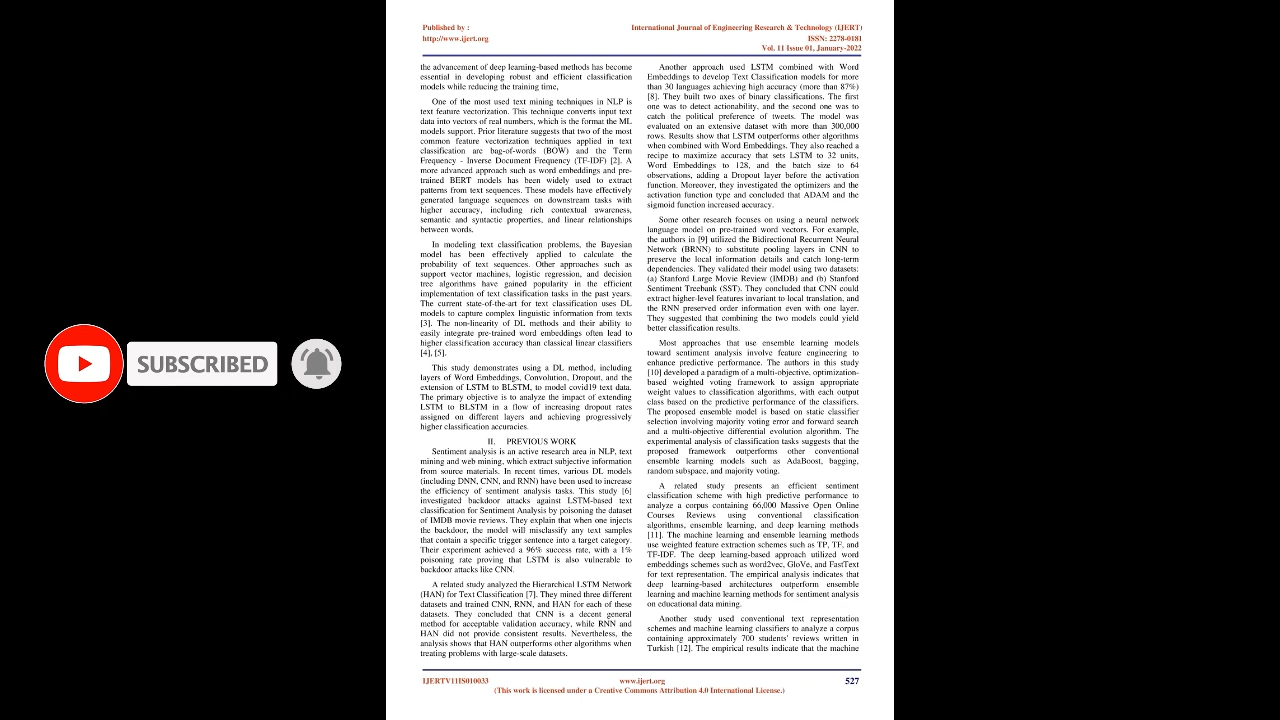 Published by :
http://www.ijert.org
International Journal of Engineering Research & Technology (IJERT)
ISSN: 2278-0181
Vol. 11 Issue 01, January-2022
the advancement of deep learning-based methods has become
essential in developing robust and efficient classification
models while reducing the training time,
One of the most used text mining techniques in NLP is
text feature vectorization. This technique converts input text
data into vectors of real numbers, which is the format the ML
models support. Prior literature suggests that two of the most
common feature vectorization techniques applied in text
classification are bag-of-words (BOW) and the Term
Frequency - Inverse Document Frequency (TF-IDF) [2]. A
more advanced approach such as word embeddings and pre-
trained BERT models has been widely used to extract
patterns from text sequences. These models have effectively
generated language sequences on downstream tasks with
higher accuracy, including rich contextual awareness,
semantic and syntactic properties, and linear relationships
between words.
In modeling text classification problems, the Bayesian
model has been effectively applied to calculate the
probability of text sequences. Other approaches such as
support vector machines, logistic regression, and decision
tree algorithms have gained popularity in the efficient
implementation of text classification tasks in the past years.
The current state-of-the-art for text classification uses DL
models to capture complex linguistic information from texts
[3]. The non-linearity of DL methods and their ability to
easily integrate pre-trained word embeddings often lead to
higher classification accuracy than classical linear classifiers
[4], [5].
This study demonstrates using a DL method, including
layers of Word Embeddings, Convolution, Dropout, and the
extension of LSTM to BLSTM, to model covid19 text data.
The primary objective is to analyze the impact of extending
LSTM to BLSTM in a flow of increasing dropout rates
assigned on different layers and achieving progressively
higher classification accuracies.
II. PREVIOUS WORK
Sentiment analysis is an active research area in NLP, text
mining and web mining, which extract subjective information
from source materials. In recent times, various DL models
(including DNN, CNN, and RNN) have been used to increase
the efficiency of sentiment analysis tasks. This study [6]
investigated backdoor attacks against LSTM-based text
classification for Sentiment Analysis by poisoning the dataset
of IMDB movie reviews. They explain that when one injects
the backdoor, the model will misclassify any text samples
that contain a specific trigger sentence into a target category.
Their experiment achieved a 96% success rate, with a 1%
poisoning rate proving that LSTM is also vulnerable to
backdoor attacks like CNN.
A related study analyzed the Hierarchical LSTM Network
(HAN) for Text Classification [7]. They mined three different
datasets and trained CNN, RNN, and HAN for each of these
datasets. They concluded that CNN is a decent general
method for acceptable validation accuracy, while RNN and
HAN did not provide consistent results. Nevertheless, the
analysis shows that HAN outperforms other algorithms when
treating problems with large-scale datasets.
Another approach used LSTM combined with Word
Embeddings to develop Text Classification models for more
than 30 languages achieving high accuracy (more than 87%)
[8]. They built two axes of binary classifications. The first
one was to detect actionability, and the second one was to
catch the political preference of tweets. The model was
evaluated on an extensive dataset with more than 300,000
rows. Results show that LSTM outperforms other algorithms
when combined with Word Embeddings. They also reached a
recipe to maximize accuracy that sets LSTM to 32 units,
Word Embeddings to 128, and the batch size to 64
observations, adding a Dropout layer before the activation
function. Moreover, they investigated the optimizers and the
activation function type and concluded that ADAM and the
sigmoid function increased accuracy.
Some other research focuses on using a neural network
language model on pre-trained word vectors. For example,
the authors in [9] utilized the Bidirectional Recurrent Neural
Network (BRNN) to substitute pooling layers in CNN to
preserve the local information details and catch long-term
dependencies. They validated their model using two datasets:
(a) Stanford Large Movie Review (IMDB) and (b) Stanford
Sentiment Treebank (SST). They concluded that CNN could
extract higher-level features invariant to local translation, and
the RNN preserved order information even with one layer.
They suggested that combining the two models could yield
better classification results.
Most approaches that use ensemble learning models
toward sentiment analysis involve feature engineering to
enhance predictive performance. The authors in this study
[10] developed a paradigm of a multi-objective, optimization-
based weighted voting framework to assign appropriate
weight values to classification algorithms, with each output
class based on the predictive performance of the classifiers.
The proposed ensemble model is based on static classifier
selection involving majority voting error and forward search
and a multi-objective differential evolution algorithm. The
experimental analysis of classification tasks suggests that the
proposed framework outperforms other conventional
ensemble learning models such as AdaBoost, bagging,
random subspace, and majority voting.
A related study presents an efficient sentiment
classification scheme with high predictive performance to
analyze a corpus containing 66,000 Massive Open Online
Courses Reviews using conventional classification
algorithms, ensemble learning, and deep learning methods
[11]. The machine learning and ensemble learning methods
use weighted feature extraction schemes such as TP, TF, and
TF-IDF. The deep learning-based approach utilized word
embeddings schemes such as word2vec, GloVe, and FastText
for text representation. The empirical analysis indicates that
deep learning-based architectures outperform ensemble
learning and machine learning methods for sentiment analysis
on educational data mining.
Another study used conventional text representation
schemes and machine learning classifiers to analyze a corpus
containing approximately 700 students' reviews written in
Turkish [12]. The empirical results indicate that the machine
IJERTV11IS010033
www.ijert.org
527
(This work is licensed under a Creative Commons Attribution 4.0 International License.)
SUBSCRIBED